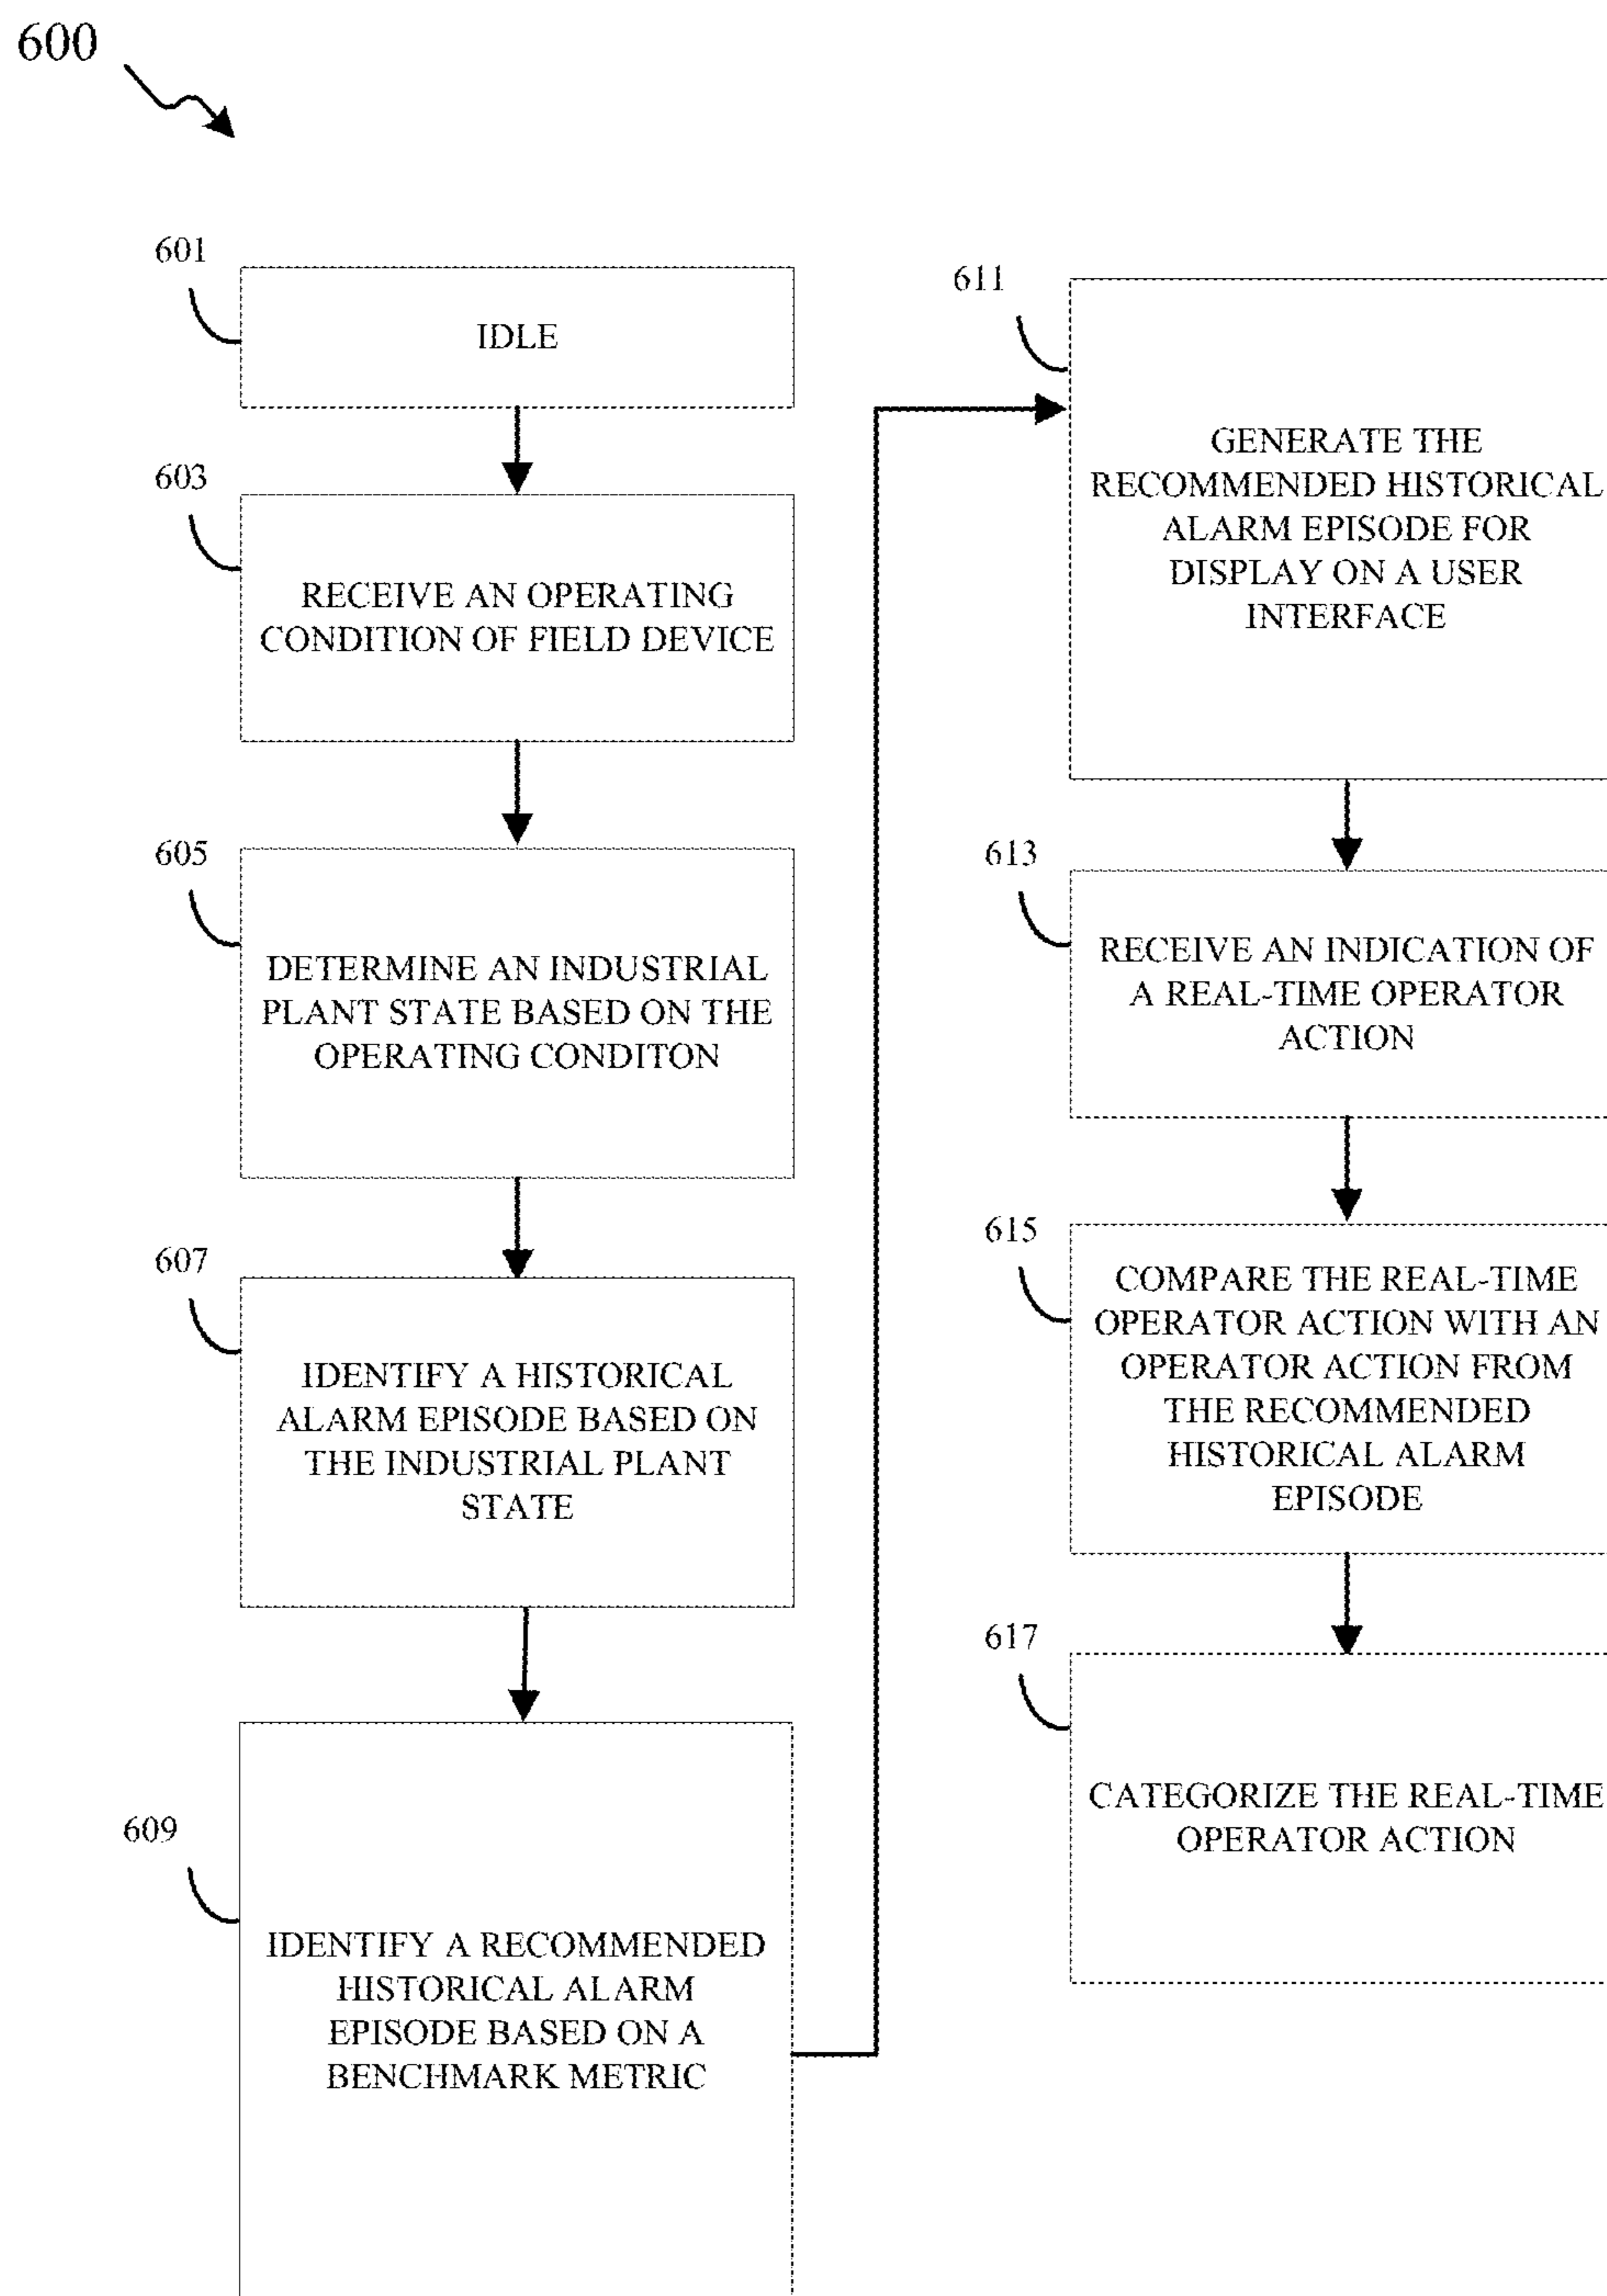 600
601
IDLE
603
RECEIVE AN OPERATING
CONDITION OF FIELD DEVICE
605
DETERMINE AN INDUSTRIAL
PLANT STATE BASED ON THE
OPERATING CONDITON
607
IDENTIFY A HISTORICAL
ALARM EPISODE BASED ON
THE INDUSTRIAL PLANT
STATE
609
IDENTIFY A RECOMMENDED
HISTORICAL ALARM
EPISODE BASED ON A
BENCHMARK METRIC
611
GENERATE THE
RECOMMENDED HISTORICAL
ALARM EPISODE FOR
DISPLAY ON A USER
INTERFACE
613
RECEIVE AN INDICATION OF
A REAL-TIME OPERATOR
ACTION
615
COMPARE THE REAL-TIME
OPERATOR ACTION WITH AN
OPERATOR ACTION FROM
THE RECOMMENDED
HISTORICAL ALARM
EPISODE
617
CATEGORIZE THE REAL-TIME
OPERATOR ACTION